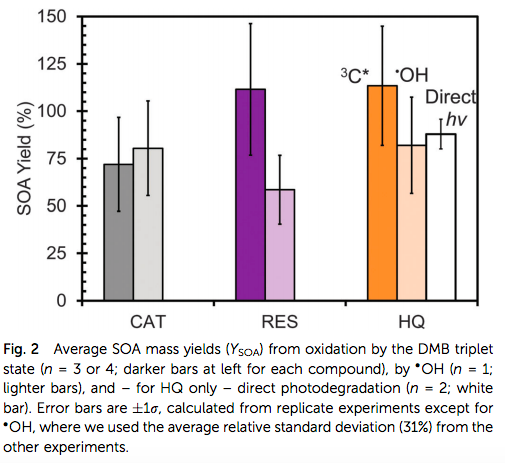 150
125
100
75
50
25
0
SOA Yield (%)
³C*
•OH
Direct
hv
CAT
RES
HQ
Fig. 2 Average SOA mass yields (Y_SOA) from oxidation by the DMB triplet
state (n = 3 or 4; darker bars at left for each compound), by •OH (n = 1;
lighter bars), and – for HQ only – direct photodegradation (n = 2; white
bar). Error bars are ±1σ, calculated from replicate experiments except for
•OH, where we used the average relative standard deviation (31%) from the
other experiments.